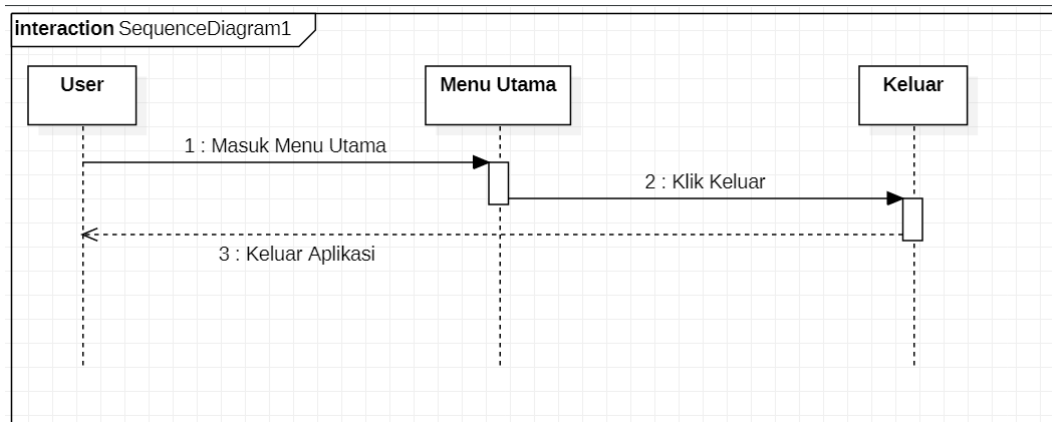 interaction SequenceDiagram1
User
Menu Utama
Keluar
1 : Masuk Menu Utama
2 : Klik Keluar
3 : Keluar Aplikasi